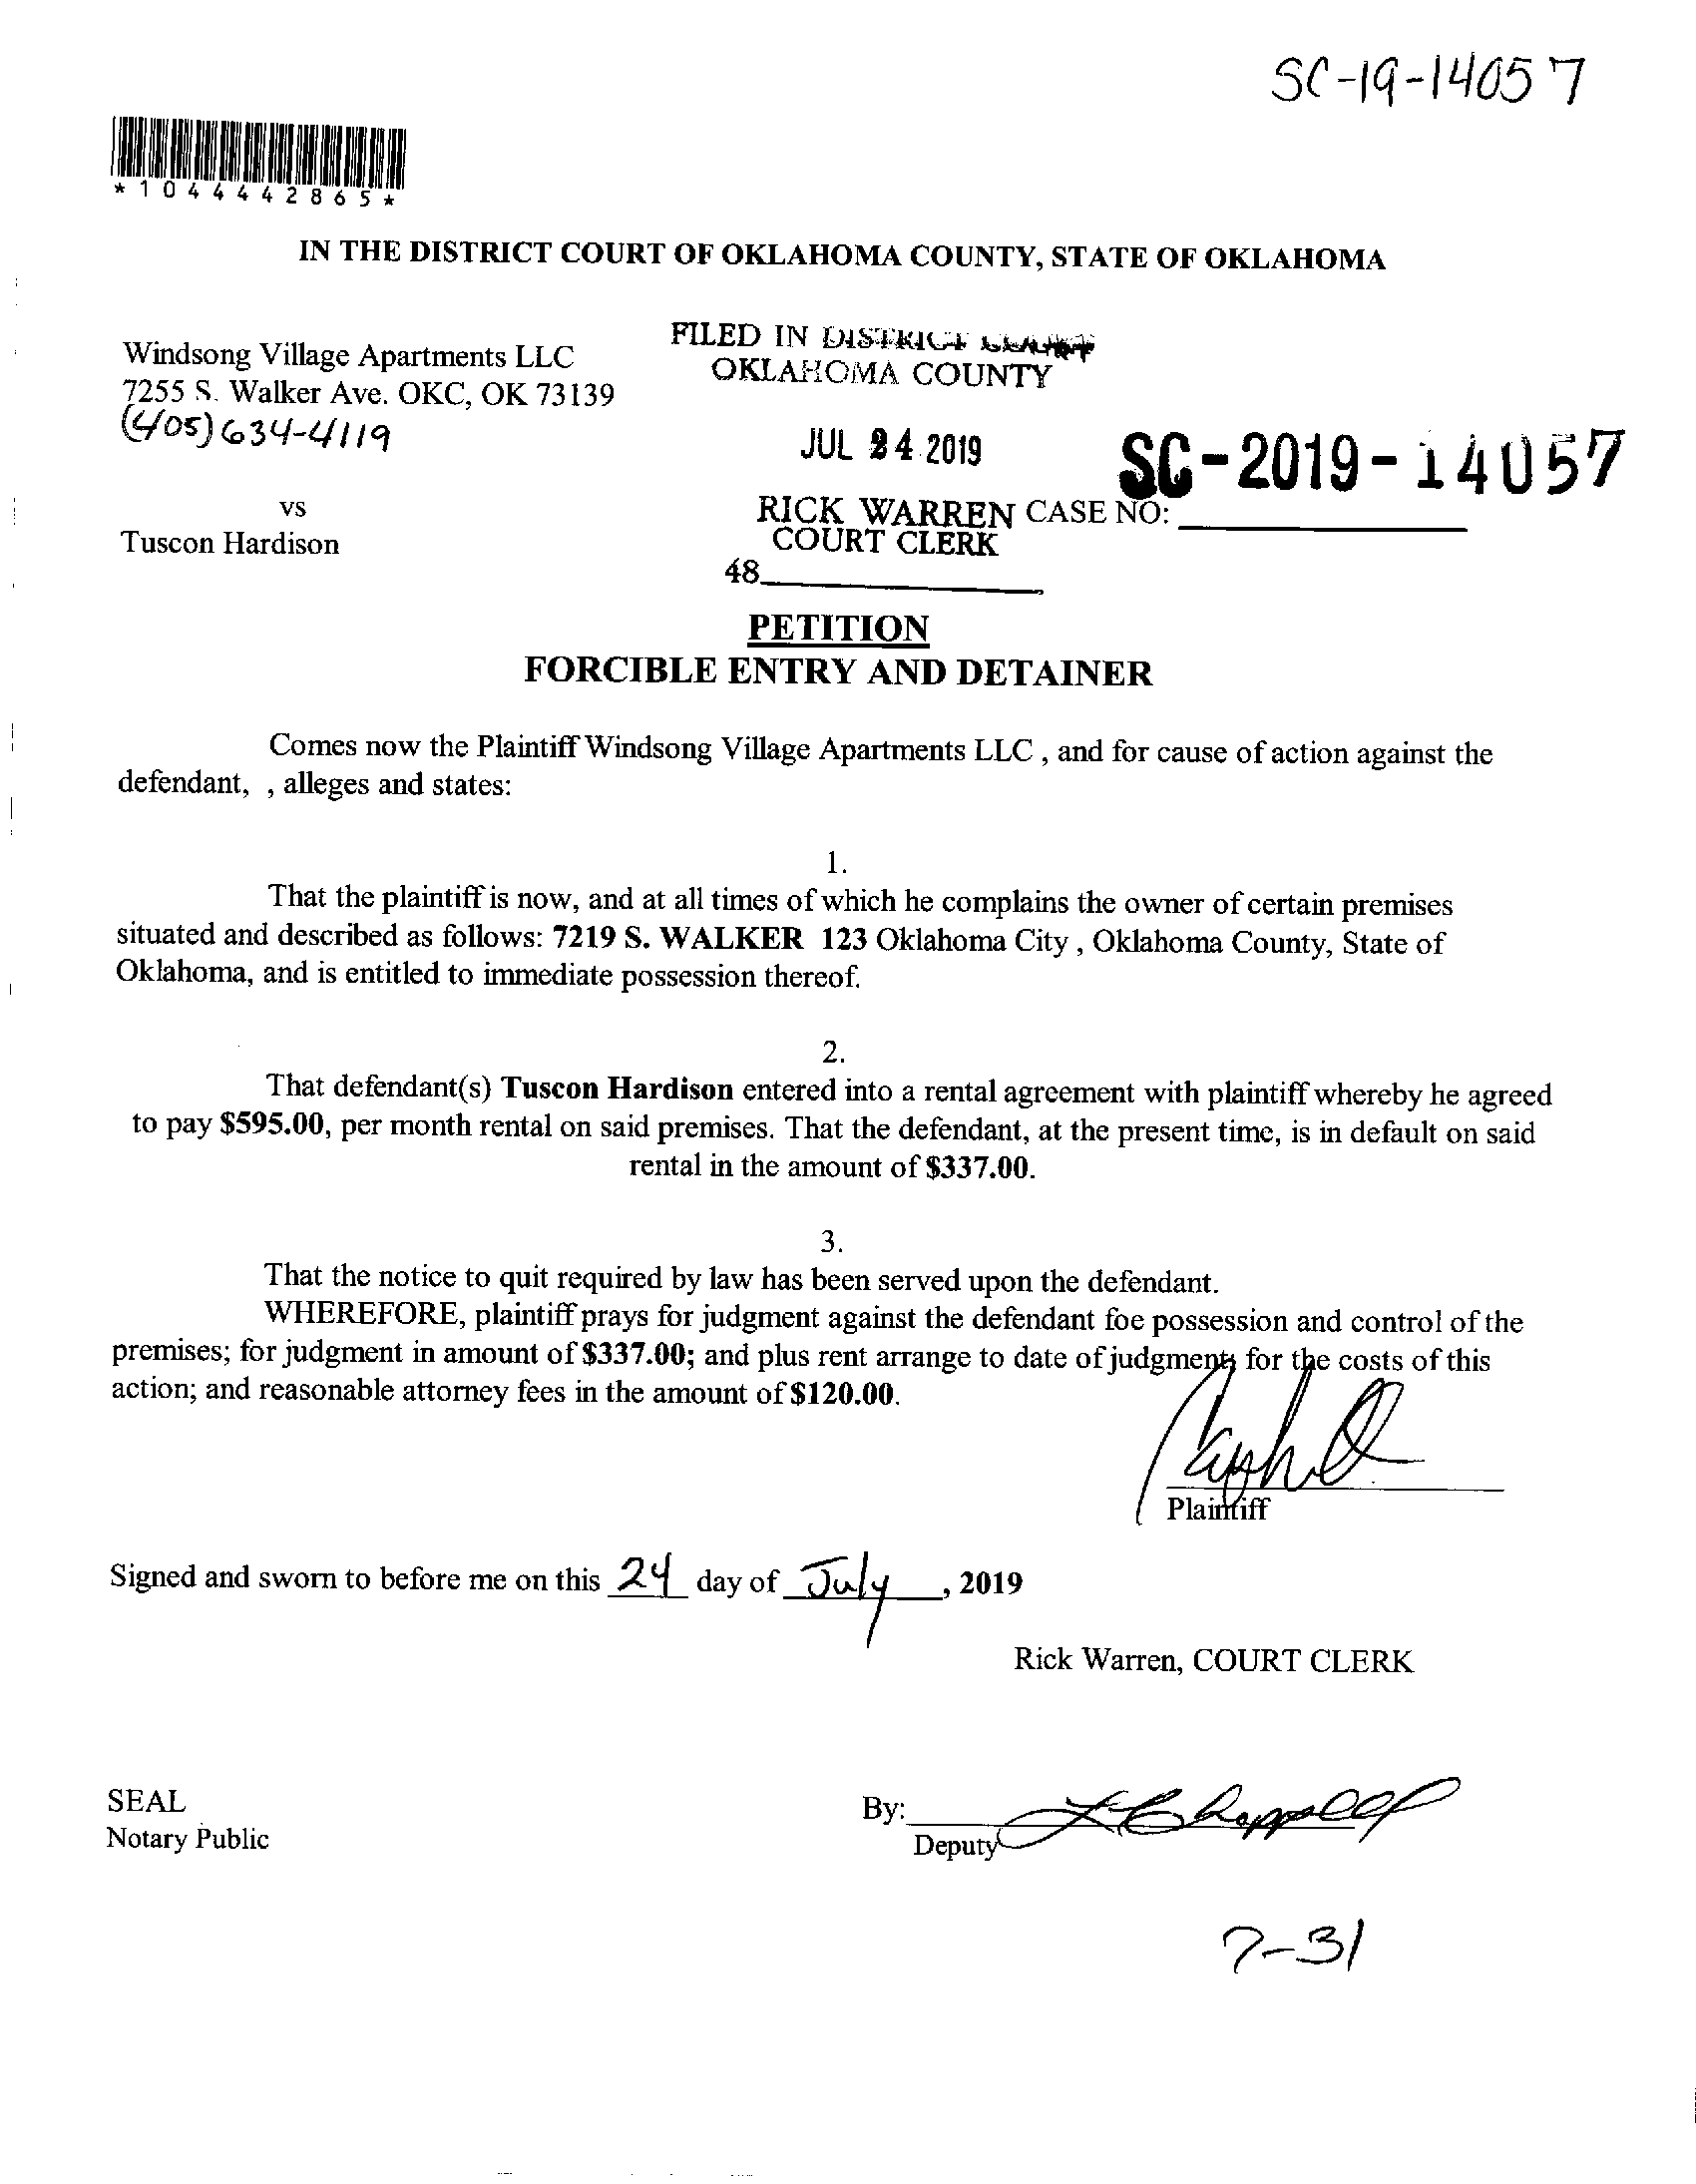 SC-19-14057
*1044442865*
IN THE DISTRICT COURT OF OKLAHOMA COUNTY, STATE OF OKLAHOMA
Windsong Village Apartments LLC
7255 S. Walker Ave. OKC, OK 73139
(405) 634-4119
FILED IN DISTRICT COURT
OKLAHOMA COUNTY
JUL 24 2019
SC-2019-14057
vs
Tuscon Hardison
RICK WARREN
COURT CLERK
CASE NO:
48
PETITION
FORCIBLE ENTRY AND DETAINER
Comes now the Plaintiff Windsong Village Apartments LLC , and for cause of action against the
defendant, , alleges and states:
1.
That the plaintiff is now, and at all times of which he complains the owner of certain premises
situated and described as follows: 7219 S. WALKER 123 Oklahoma City , Oklahoma County, State of
Oklahoma, and is entitled to immediate possession thereof.
2.
That defendant(s) Tuscon Hardison entered into a rental agreement with plaintiff whereby he agreed
to pay $595.00, per month rental on said premises. That the defendant, at the present time, is in default on said
rental in the amount of $337.00.
3.
That the notice to quit required by law has been served upon the defendant.
WHEREFORE, plaintiff prays for judgment against the defendant foe possession and control of the
premises; for judgment in amount of $337.00; and plus rent arrange to date of judgment; for the costs of this
action; and reasonable attorney fees in the amount of $120.00.
Plaintiff
Signed and sworn to before me on this 24 day of July, 2019
Rick Warren, COURT CLERK
SEAL
Notary Public
By:
Deputy
7-31